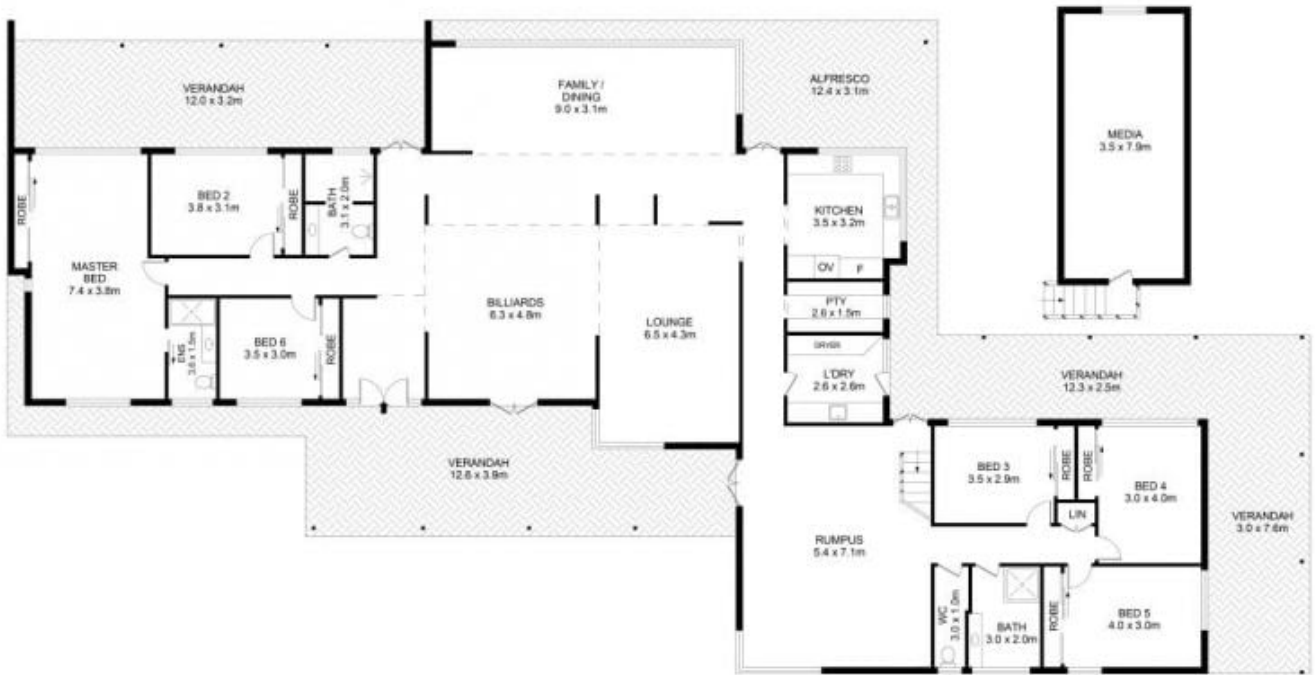 VERANDAH
12.0 x 3.2m
FAMILY /
DINING
9.0 x 3.1m
ALFRESCO
12.4 x 3.1m
MEDIA
3.5 x 7.9m
ROBE
BED 2
3.8 x 3.1m
ROBE
BATH
3.1 x 2.0m
KITCHEN
3.5 x 3.2m
OV
F
MASTER
BED
7.4 x 3.8m
BILLIARDS
6.3 x 4.8m
LOUNGE
6.5 x 4.3m
PTY
2.6 x 1.5m
ENS
3.6 x 1.5m
BED 6
3.5 x 3.0m
ROBE
DRYER
L'DRY
2.6 x 2.6m
VERANDAH
12.3 x 2.5m
VERANDAH
12.6 x 3.9m
BED 3
3.5 x 2.9m
ROBE
ROBE
BED 4
3.0 x 4.0m
LIN
VERANDAH
3.0 x 7.6m
RUMPUS
5.4 x 7.1m
WC
3.0 x 1.0m
BATH
3.0 x 2.0m
ROBE
BED 5
4.0 x 3.0m